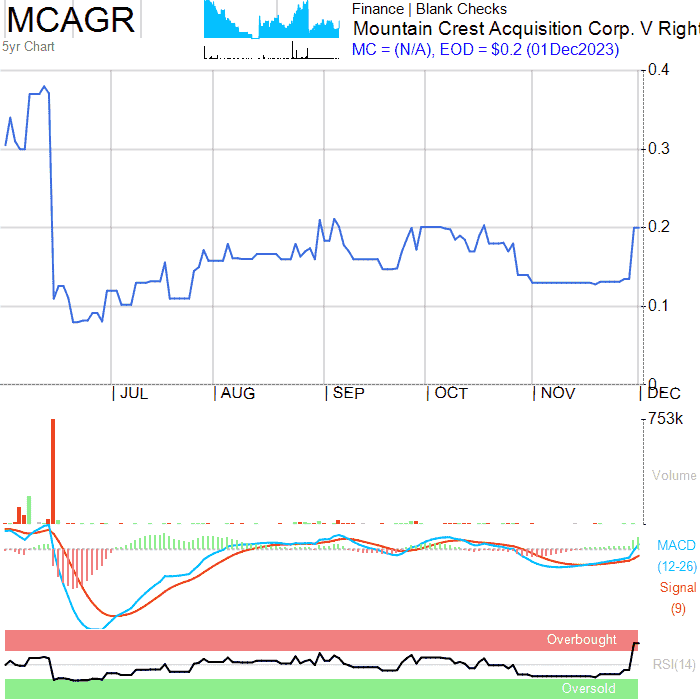 MCAGR
5yr Chart
Finance | Blank Checks
Mountain Crest Acquisition Corp. V Right
MC = (N/A), EOD = $0.2 (01Dec2023)
0.4
0.3
0.2
0.1
0
JUL AUG SEP OCT NOV DEC
753k
Volume
MACD
(12-26)
Signal
(9)
Overbought
RSI(14)
Oversold